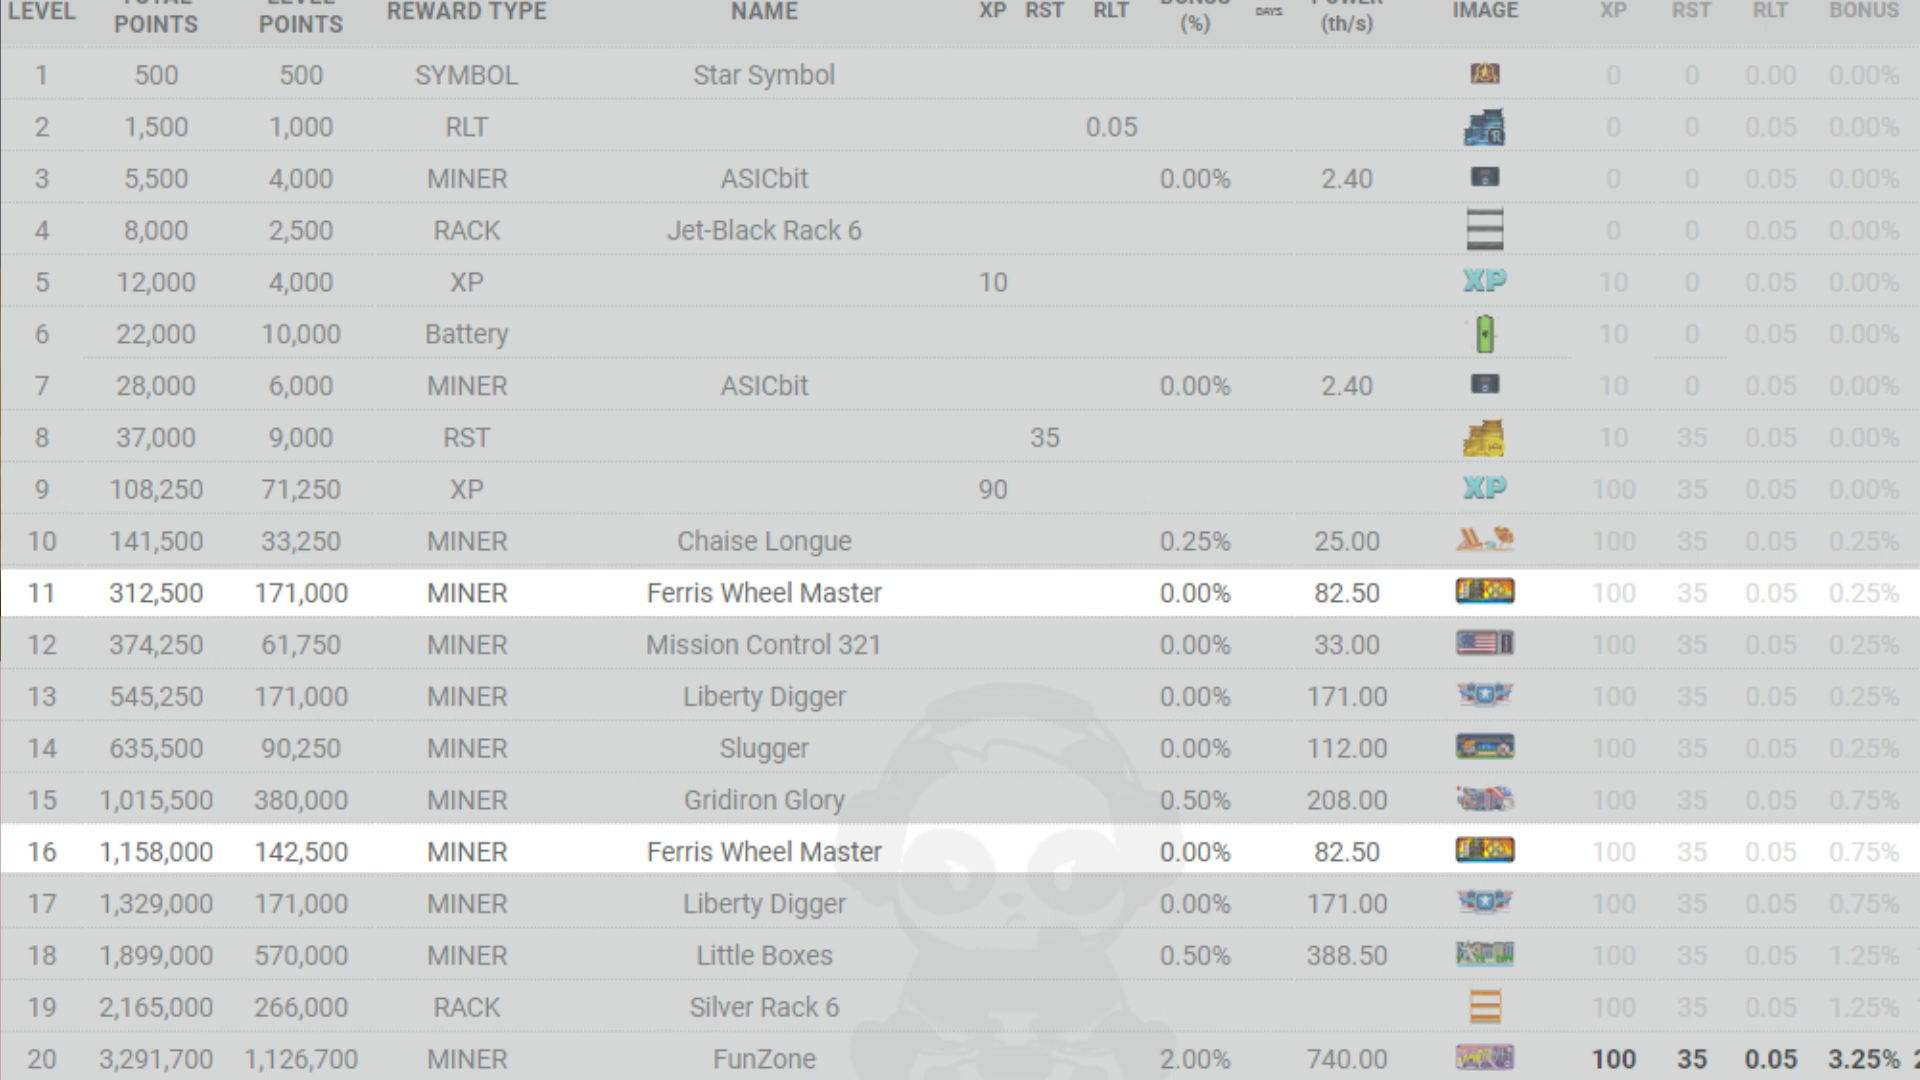 LEVEL TOTAL POINTS LEVEL POINTS REWARD TYPE NAME XP RST RLT BONUS (%) DAYS POWER (th/s) IMAGE XP RST RLT BONUS
1 500 500 SYMBOL Star Symbol 0 0 0.00 0.00%
2 1,500 1,000 RLT 0.05 0 0 0.05 0.00%
3 5,500 4,000 MINER ASICbit 0.00% 2.40 0 0 0.05 0.00%
4 8,000 2,500 RACK Jet-Black Rack 6 0 0 0.05 0.00%
5 12,000 4,000 XP 10 XP 10 0 0.05 0.00%
6 22,000 10,000 Battery 10 0 0.05 0.00%
7 28,000 6,000 MINER ASICbit 0.00% 2.40 10 0 0.05 0.00%
8 37,000 9,000 RST 35 10 35 0.05 0.00%
9 108,250 71,250 XP 90 XP 100 35 0.05 0.00%
10 141,500 33,250 MINER Chaise Longue 0.25% 25.00 100 35 0.05 0.25%
11 312,500 171,000 MINER Ferris Wheel Master 0.00% 82.50 100 35 0.05 0.25%
12 374,250 61,750 MINER Mission Control 321 0.00% 33.00 100 35 0.05 0.25%
13 545,250 171,000 MINER Liberty Digger 0.00% 171.00 100 35 0.05 0.25%
14 635,500 90,250 MINER Slugger 0.00% 112.00 100 35 0.05 0.25%
15 1,015,500 380,000 MINER Gridiron Glory 0.50% 208.00 100 35 0.05 0.75%
16 1,158,000 142,500 MINER Ferris Wheel Master 0.00% 82.50 100 35 0.05 0.75%
17 1,329,000 171,000 MINER Liberty Digger 0.00% 171.00 100 35 0.05 0.75%
18 1,899,000 570,000 MINER Little Boxes 0.50% 388.50 100 35 0.05 1.25%
19 2,165,000 266,000 RACK Silver Rack 6 100 35 0.05 1.25%
20 3,291,700 1,126,700 MINER FunZone 2.00% 740.00 100 35 0.05 3.25%